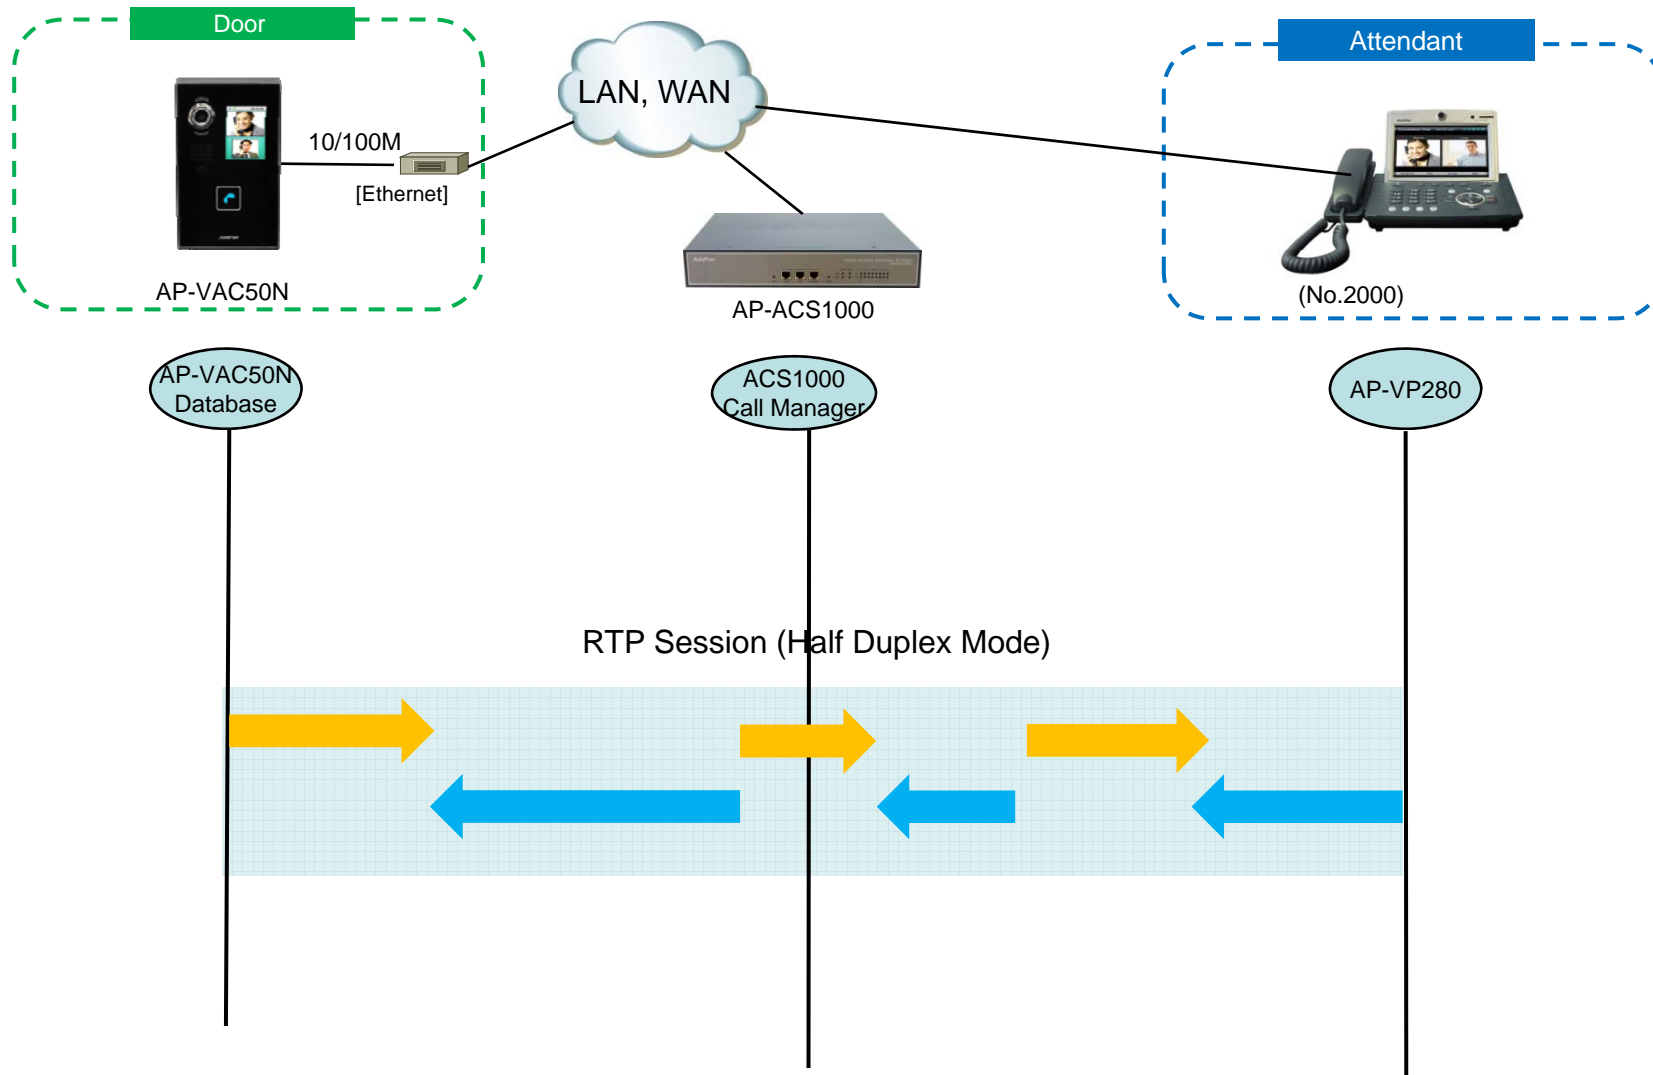 Door
Attendant
LAN, WAN
10/100M
[Ethernet]
AP-VAC50N
AP-ACS1000
(No.2000)
AP-VAC50N
Database
ACS1000
Call Manager
AP-VP280
RTP Session (Half Duplex Mode)